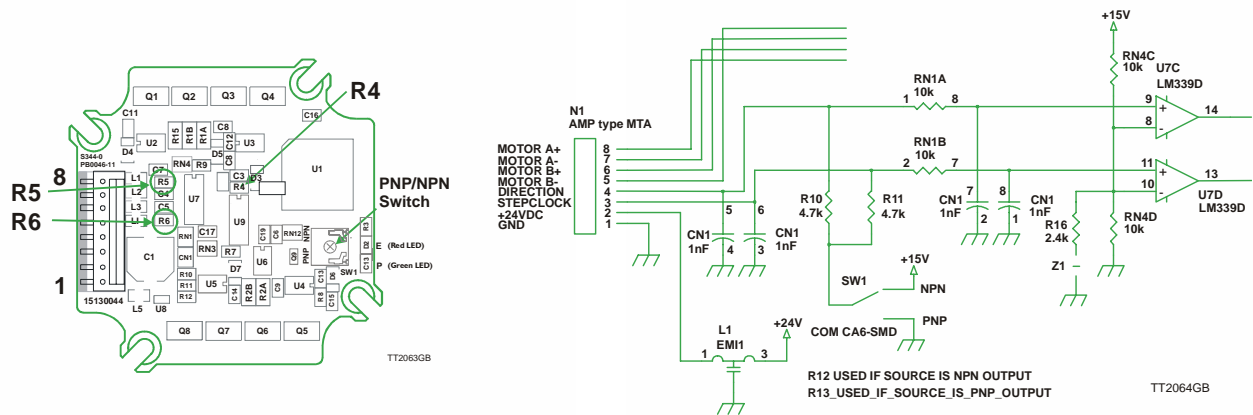 Q1 Q2 Q3 Q4
R4
C11
C16
U2
R15
R1B
R1A
C8
C12
D5
C8
U3
D4
S344-0
PB0046-11
RN4
R9
C3
D3
U1
8
L1
C7
R5
R4
R5
L2
C4
U7
U9
PNP/NPN
Switch
L3
C5
R6
R6
C17
C19
C6
RN12
NPN
PNP
R3
D2
C13
E (Red LED)
P (Green LED)
C1
RN1
CN1
RN3
R7
D7
U6
Q9
SW1
1
R10
R11
R12
U5
C14
R2B
R2A
C9
U4
C13
R8
D6
C15
15130044
L5 U8
Q8 Q7 Q6 Q5
TT2063GB
N1
AMP type MTA
MOTOR A+ 8
MOTOR A- 7
MOTOR B+ 6
MOTOR B- 5
DIRECTION 4
STEPCLOCK 3
+24VDC 2
GND 1
+15V
RN4C
10k
U7C
LM339D
RN1A
10k
1 8
9 +
8 -
14
RN1B
10k
2 7
11 +
10 -
13
U7D
LM339D
R10
4.7k
R11
4.7k
7
CN1
1nF
2
8
CN1
1nF
1
5
CN1
1nF
4
6
CN1
1nF
3
R16
2.4k
RN4D
10k
Z1
+15V
SW1
NPN
PNP
COM CA6-SMD
L1
EMI1
1 3
+24V
R12 USED IF SOURCE IS NPN OUTPUT
R13_USED_IF_SOURCE_IS_PNP_OUTPUT
TT2064GB